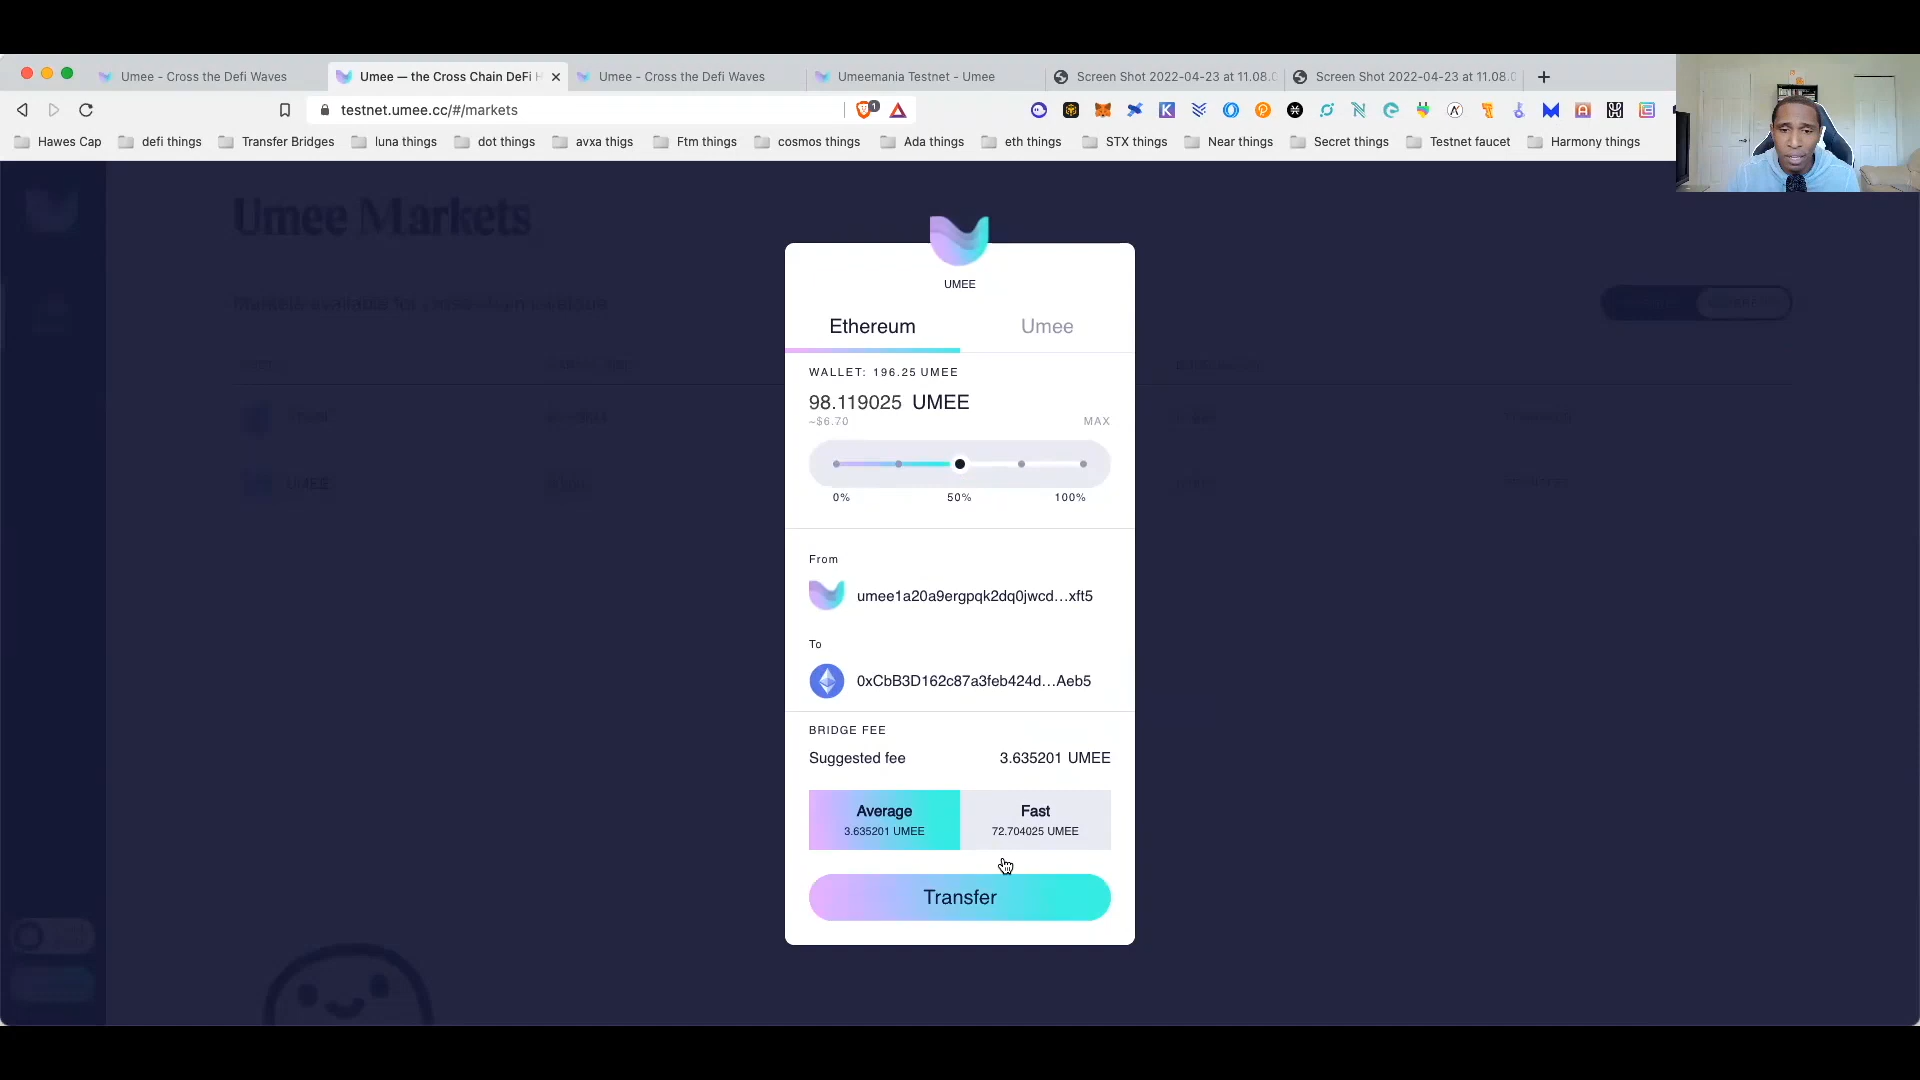 Umee - Cross the Defi Waves
Umee — the Cross Chain DeFi H
Umee - Cross the Defi Waves
Umeemania Testnet - Umee
Screen Shot 2022-04-23 at 11.08.0
Screen Shot 2022-04-23 at 11.08.0
testnet.umee.cc/#/markets
1
Hawes Cap
defi things
Transfer Bridges
luna things
dot things
avxa thigs
Ftm things
cosmos things
Ada things
eth things
STX things
Near things
Secret things
Testnet faucet
Harmony things
Umee Markets
UMEE
Ethereum
Umee
WALLET: 196.25 UMEE
98.119025 UMEE
~$6.70
MAX
0%
50%
100%
UMEE
From
umee1a20a9ergpqk2dq0jwcd...xft5
To
0xCbB3D162c87a3feb424d...Aeb5
BRIDGE FEE
Suggested fee
3.635201 UMEE
Average
3.635201 UMEE
Fast
72.704025 UMEE
Transfer